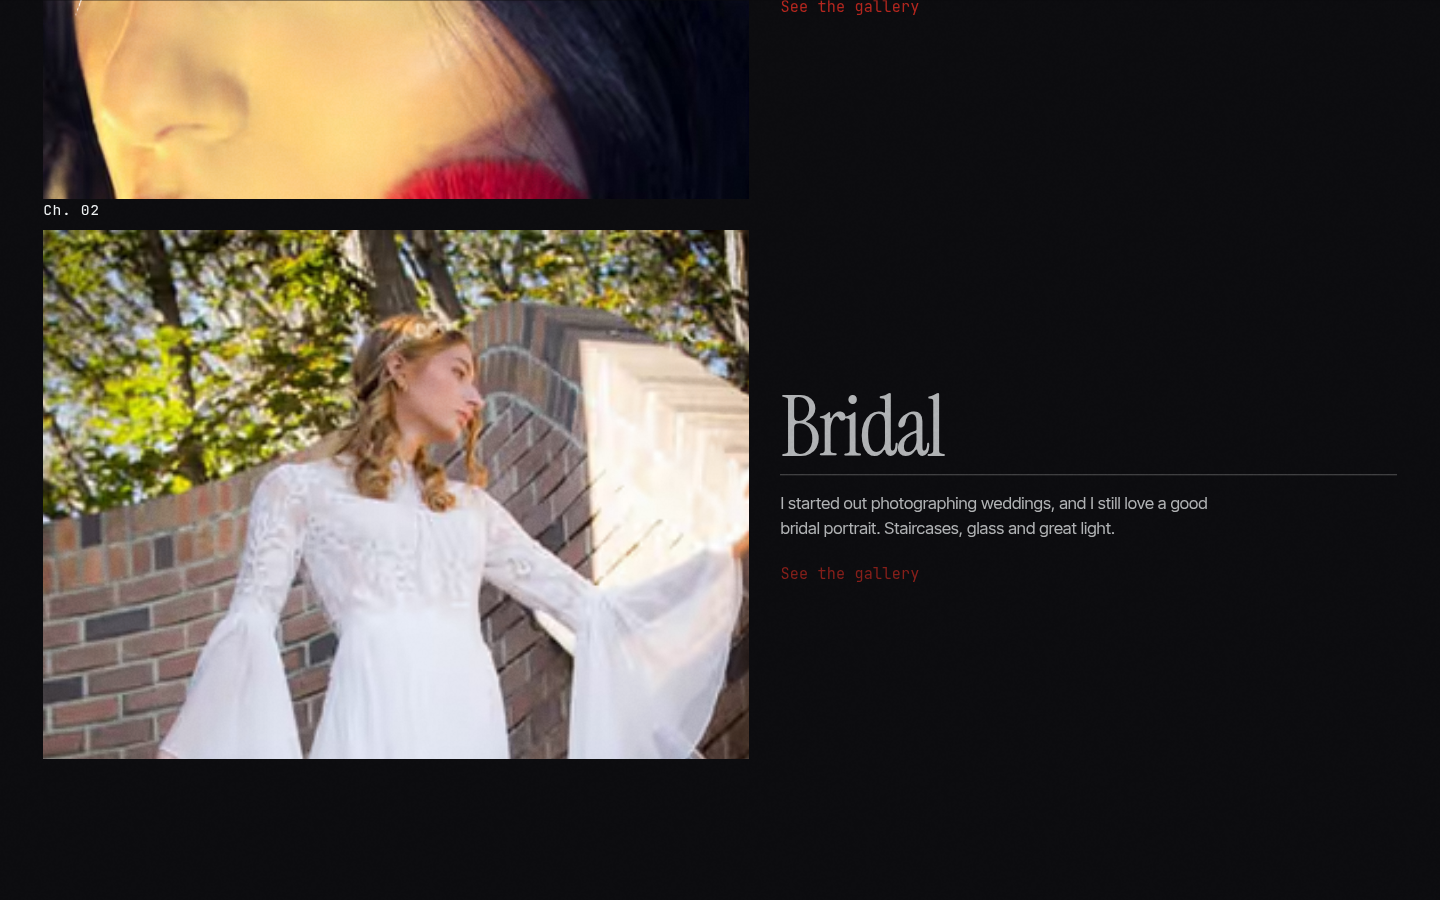 See the gallery
Ch. 02
Bridal
I started out photographing weddings, and I still love a good
bridal portrait. Staircases, glass and great light.
See the gallery